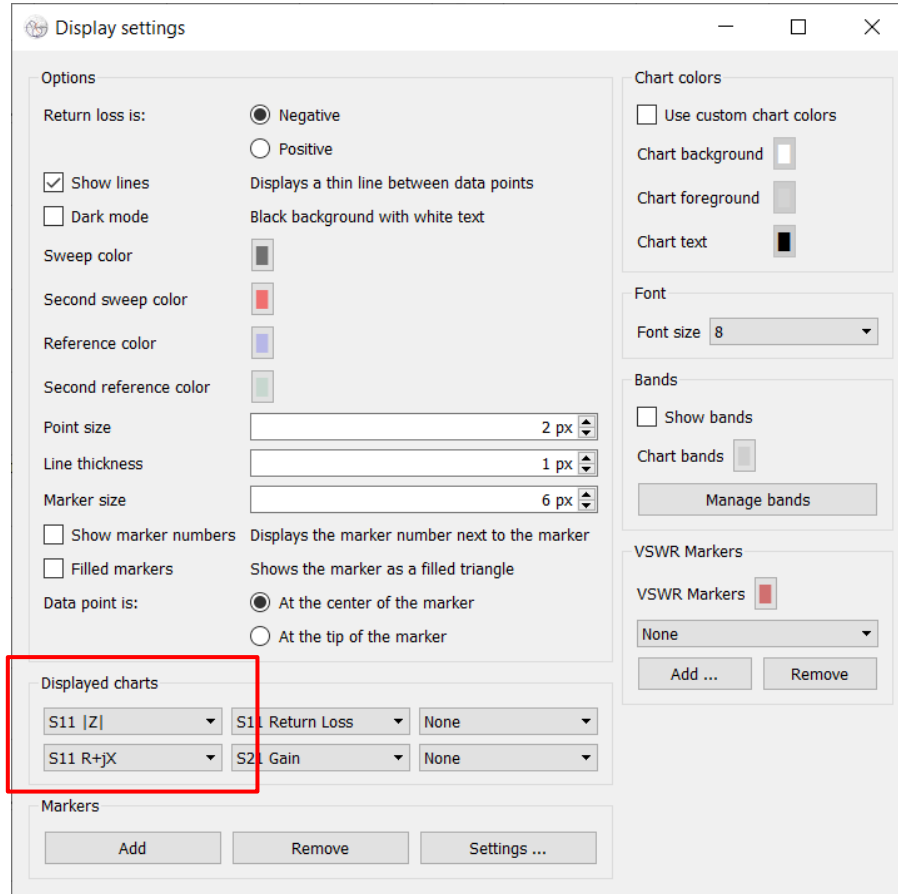 Display settings
Options
Return loss is:
Negative
Positive
Show lines
Displays a thin line between data points
Dark mode
Black background with white text
Sweep color
Second sweep color
Reference color
Second reference color
Point size
2 px
Line thickness
1 px
Marker size
6 px
Show marker numbers
Displays the marker number next to the marker
Filled markers
Shows the marker as a filled triangle
Data point is:
At the center of the marker
At the tip of the marker
Displayed charts
S11 |Z|
S11 Return Loss
None
S11 R+jX
S21 Gain
None
Markers
Add
Remove
Settings ...
Chart colors
Use custom chart colors
Chart background
Chart foreground
Chart text
Font
Font size
8
Bands
Show bands
Chart bands
Manage bands
VSWR Markers
VSWR Markers
None
Add ...
Remove